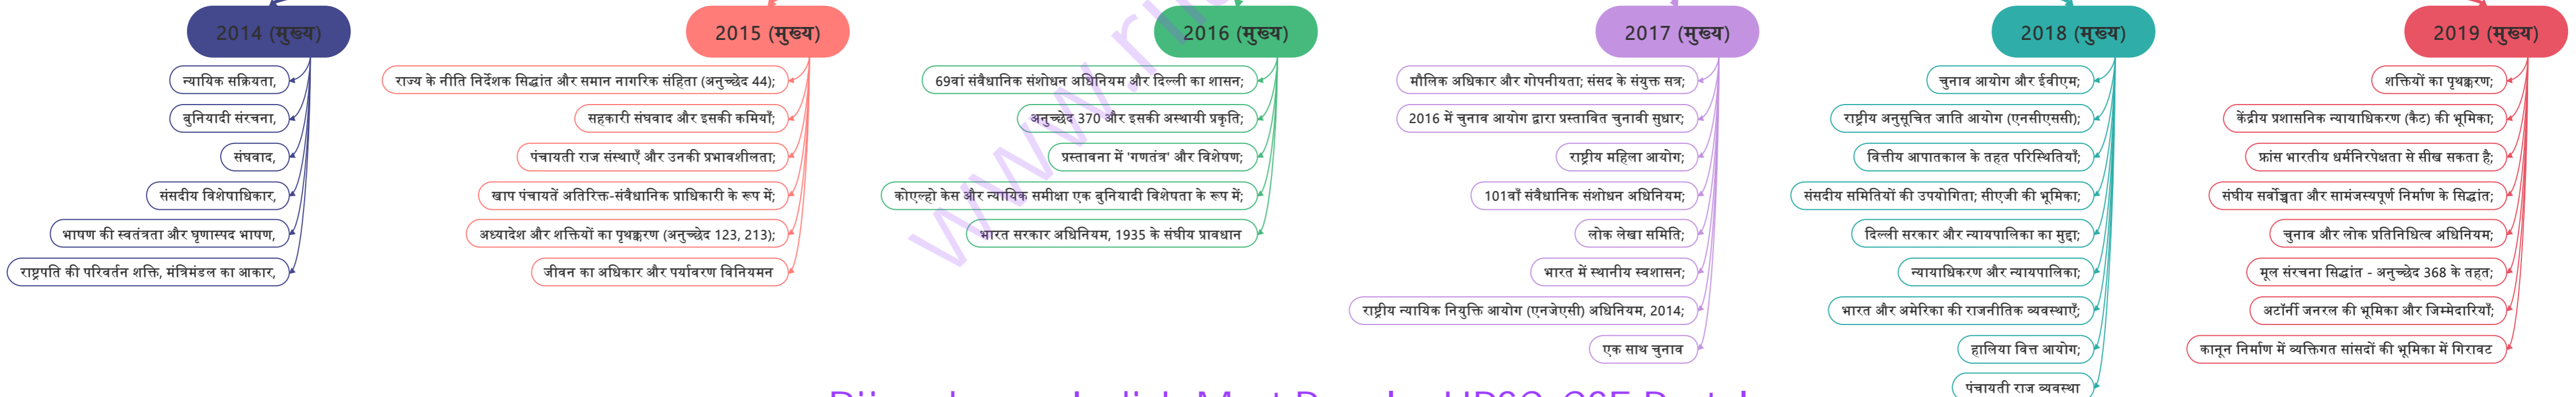 2014 (मुख्य)
न्यायिक सक्रियता,
बुनियादी संरचना,
संघवाद,
संसदीय विशेषाधिकार,
भाषण की स्वतंत्रता और घृणास्पद भाषण,
राष्ट्रपति की परिवर्तन शक्ति, मंत्रिमंडल का आकार,
2015 (मुख्य)
राज्य के नीति निर्देशक सिद्धांत और समान नागरिक संहिता (अनुच्छेद 44);
सहकारी संघवाद और इसकी कमियाँ;
पंचायती राज संस्थाएँ और उनकी प्रभावशीलता;
खाप पंचायतें अतिरिक्त-संवैधानिक प्राधिकारी के रूप में;
अध्यादेश और शक्तियों का पृथक्करण (अनुच्छेद 123, 213);
जीवन का अधिकार और पर्यावरण विनियमन
2016 (मुख्य)
69वां संवैधानिक संशोधन अधिनियम और दिल्ली का शासन;
अनुच्छेद 370 और इसकी अस्थायी प्रकृति;
प्रस्तावना में 'गणतंत्र' और विशेषण;
कोएल्हो केस और न्यायिक समीक्षा एक बुनियादी विशेषता के रूप में;
भारत सरकार अधिनियम, 1935 के संघीय प्रावधान
2017 (मुख्य)
मौलिक अधिकार और गोपनीयता; संसद के संयुक्त सत्र;
2016 में चुनाव आयोग द्वारा प्रस्तावित चुनावी सुधार;
राष्ट्रीय महिला आयोग;
101वाँ संवैधानिक संशोधन अधिनियम;
लोक लेखा समिति;
भारत में स्थानीय स्वशासन;
राष्ट्रीय न्यायिक नियुक्ति आयोग (एनजेएसी) अधिनियम, 2014;
एक साथ चुनाव
2018 (मुख्य)
चुनाव आयोग और ईवीएम;
राष्ट्रीय अनुसूचित जाति आयोग (एनसीएससी);
वित्तीय आपातकाल के तहत परिस्थितियाँ;
संसदीय समितियों की उपयोगिता; सीएजी की भूमिका;
दिल्ली सरकार और न्यायपालिका का मुद्दा;
न्यायाधिकरण और न्यायपालिका;
भारत और अमेरिका की राजनीतिक व्यवस्थाएँ;
हालिया वित्त आयोग;
पंचायती राज व्यवस्था
2019 (मुख्य)
शक्तियों का पृथक्करण;
केंद्रीय प्रशासनिक न्यायाधिकरण (कैट) की भूमिका;
फ्रांस भारतीय धर्मनिरपेक्षता से सीख सकता है;
संघीय सर्वोच्चता और सामंजस्यपूर्ण निर्माण के सिद्धांत;
चुनाव और लोक प्रतिनिधित्व अधिनियम;
मूल संरचना सिद्धांत - अनुच्छेद 368 के तहत;
अटॉर्नी जनरल की भूमिका और जिम्मेदारियाँ;
कानून निर्माण में व्यक्तिगत सांसदों की भूमिका में गिरावट